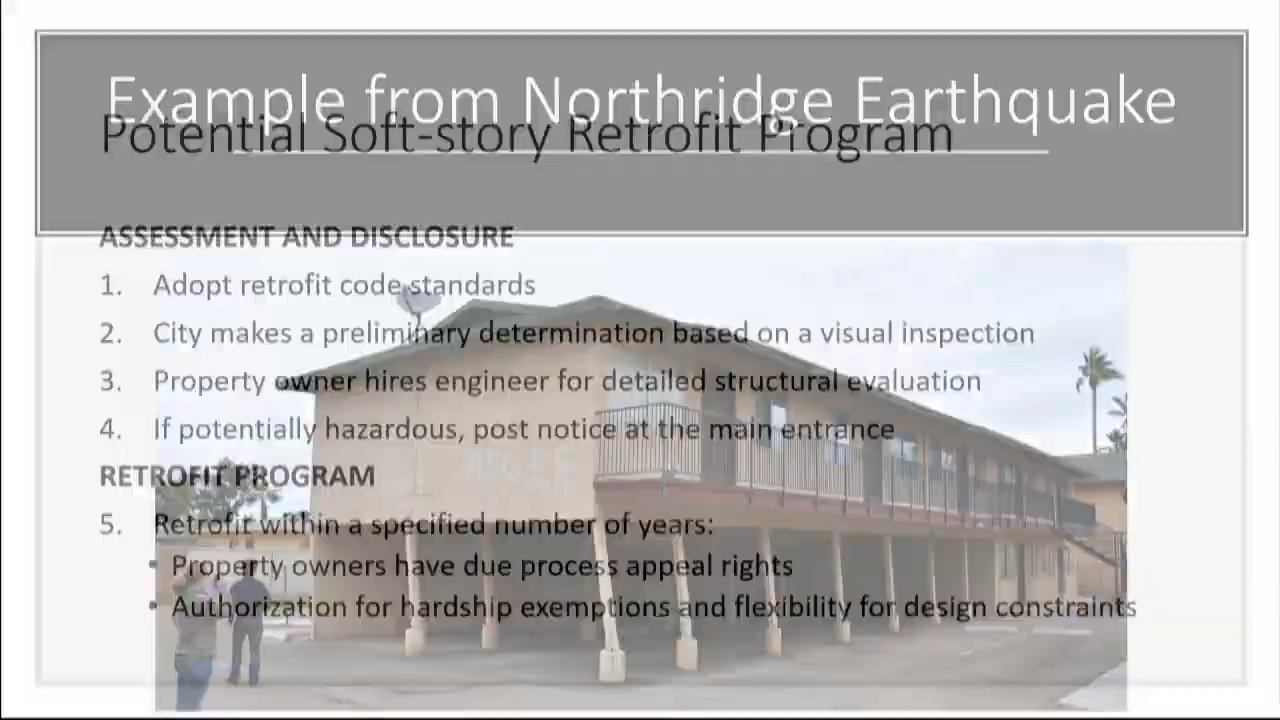 Example from Northridge Earthquake
Potential Soft-story Retrofit Program
ASSESSMENT AND DISCLOSURE
1. Adopt retrofit code standards
2. City makes a preliminary determination based on a visual inspection
3. Property owner hires engineer for detailed structural evaluation
4. If potentially hazardous, post notice at the main entrance
RETROFIT PROGRAM
5. Retrofit within a specified number of years:
• Property owners have due process appeal rights
• Authorization for hardship exemptions and flexibility for design constraints